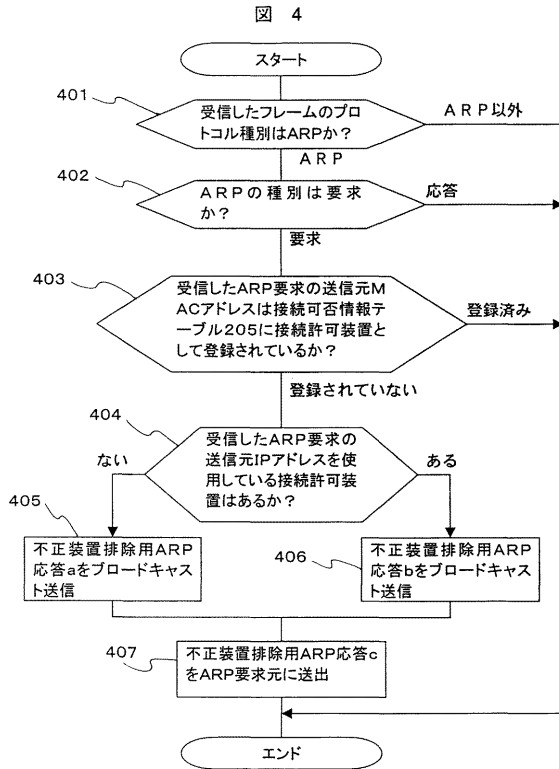 図 4
スタート
401
受信したフレームのプロ
トコル種別はARPか?
ARP以外
ARP
402
ARPの種別は要求
か?
応答
要求
403
受信したARP要求の送信元M
ACアドレスは接続可否情報テ
ーブル205に接続許可装置と
して登録されているか?
登録済み
登録されていない
404
受信したARP要求の
送信元IPアドレスを使
用している接続許可装
置はあるか?
ない
ある
405
不正装置排除用ARP
応答aをブロードキャス
ト送信
406
不正装置排除用ARP
応答bをブロードキャス
ト送信
407
不正装置排除用ARP応答c
をARP要求元に送出
エンド